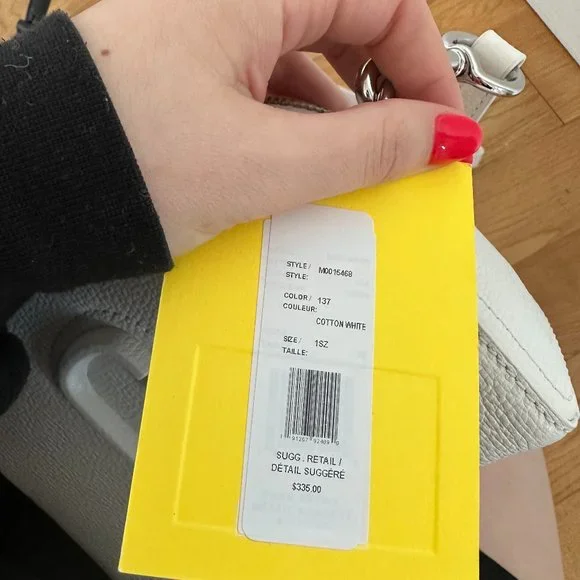 STYLE / M0015468
STYLE:
COLOR / 137
COULEUR:
COTTON WHITE
SIZE / 1SZ
TAILLE:
SUGG. RETAIL /
DÉTAIL SUGGÉRÉ
$335.00